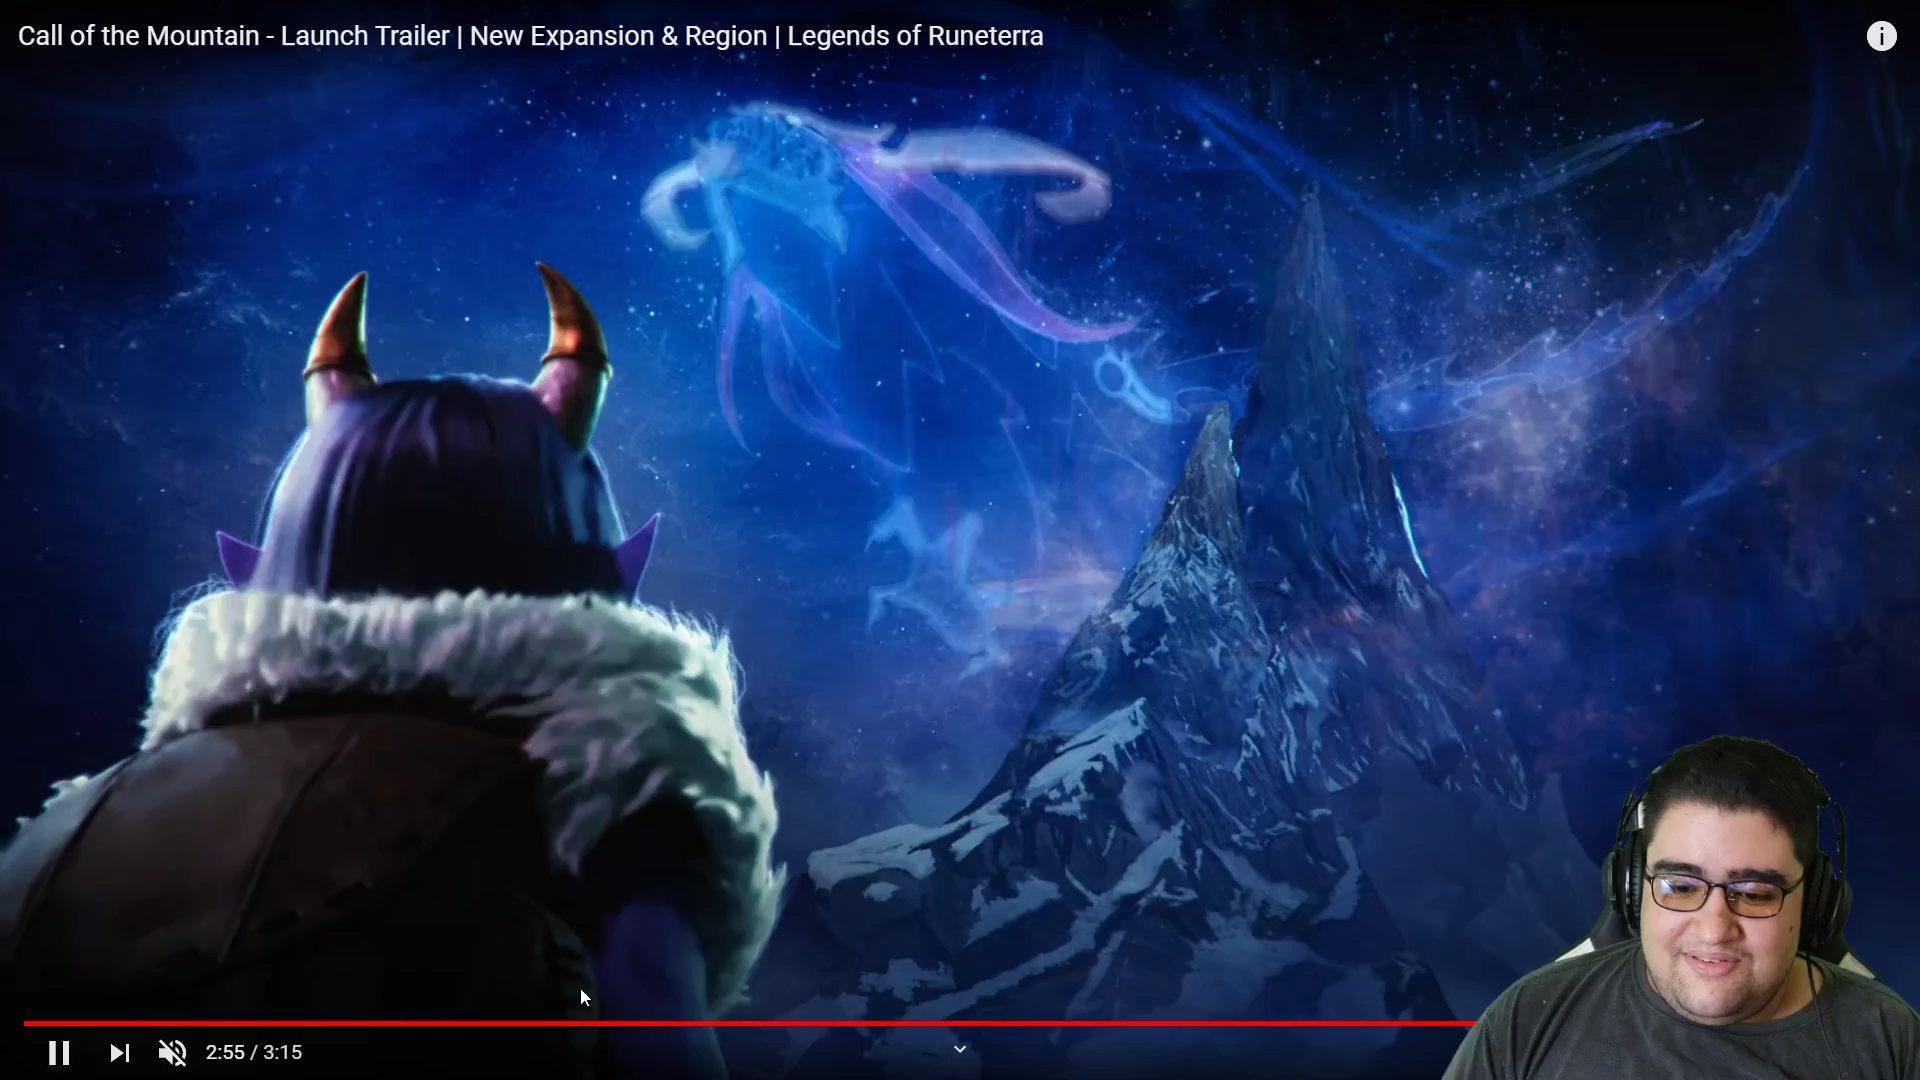 Call of the Mountain - Launch Trailer | New Expansion & Region | Legends of Runeterra
2:55 / 3:15